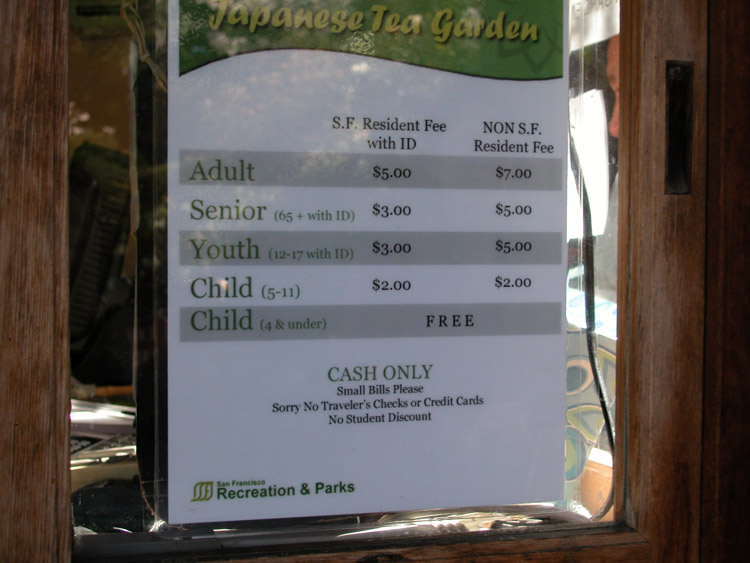 Japanese Tea Garden
S.F. Resident Fee with ID NON S.F. Resident Fee
Adult $5.00 $7.00
Senior (65 + with ID) $3.00 $5.00
Youth (12-17 with ID) $3.00 $5.00
Child (5-11) $2.00 $2.00
Child (4 & under) FREE
CASH ONLY
Small Bills Please
Sorry No Traveler's Checks or Credit Cards
No Student Discount
San Francisco
Recreation & Parks